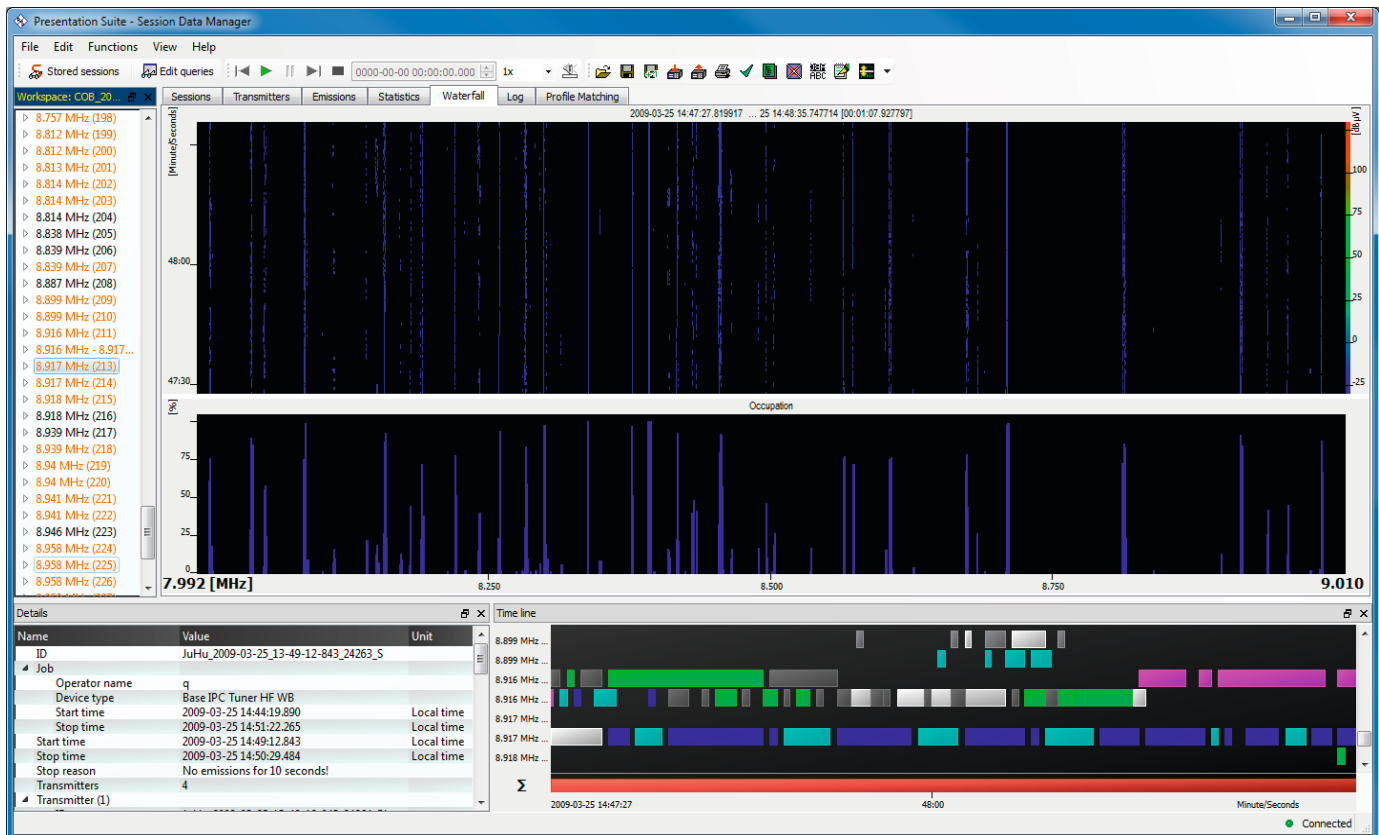 Presentation Suite - Session Data Manager
File Edit Functions View Help
Stored sessions Edit queries 0000-00-00 00:00:00.000 1x
Workspace: COB_20...
Sessions Transmitters Emissions Statistics Waterfall Log Profile Matching
8.757 MHz (198)
8.812 MHz (199)
8.812 MHz (200)
8.813 MHz (201)
8.814 MHz (202)
8.814 MHz (203)
8.814 MHz (204)
8.838 MHz (205)
8.839 MHz (206)
8.839 MHz (207)
8.887 MHz (208)
8.899 MHz (209)
8.899 MHz (210)
8.916 MHz (211)
8.916 MHz - 8.917...
8.917 MHz (213)
8.917 MHz (214)
8.918 MHz (215)
8.918 MHz (216)
8.939 MHz (217)
8.939 MHz (218)
8.94 MHz (219)
8.94 MHz (220)
8.941 MHz (221)
8.941 MHz (222)
8.946 MHz (223)
8.958 MHz (224)
8.958 MHz (225)
8.958 MHz (226)
2009-03-25 14:47:27.819917 ... 25 14:48:35.747714 [00:01:07.927797]
[Minute/Seconds]
48:00
47:30
[dBµV]
100
75
50
25
0
-25
Occupation
[%]
75
50
25
0
7.992 [MHz] 8.250 8.500 8.750 9.010
Details
Name Value Unit
ID JuHu_2009-03-25_13-49-12-843_24263_S
Job
Operator name q
Device type Base IPC Tuner HF WB
Start time 2009-03-25 14:44:19.890 Local time
Stop time 2009-03-25 14:51:22.265 Local time
Start time 2009-03-25 14:49:12.843 Local time
Stop time 2009-03-25 14:50:29.484 Local time
Stop reason No emissions for 10 seconds!
Transmitters 4
Transmitter (1)
Time line
8.899 MHz ...
8.899 MHz ...
8.916 MHz ...
8.916 MHz ...
8.917 MHz ...
8.917 MHz ...
8.918 MHz ...
Σ
2009-03-25 14:47:27 48:00 Minute/Seconds
Connected